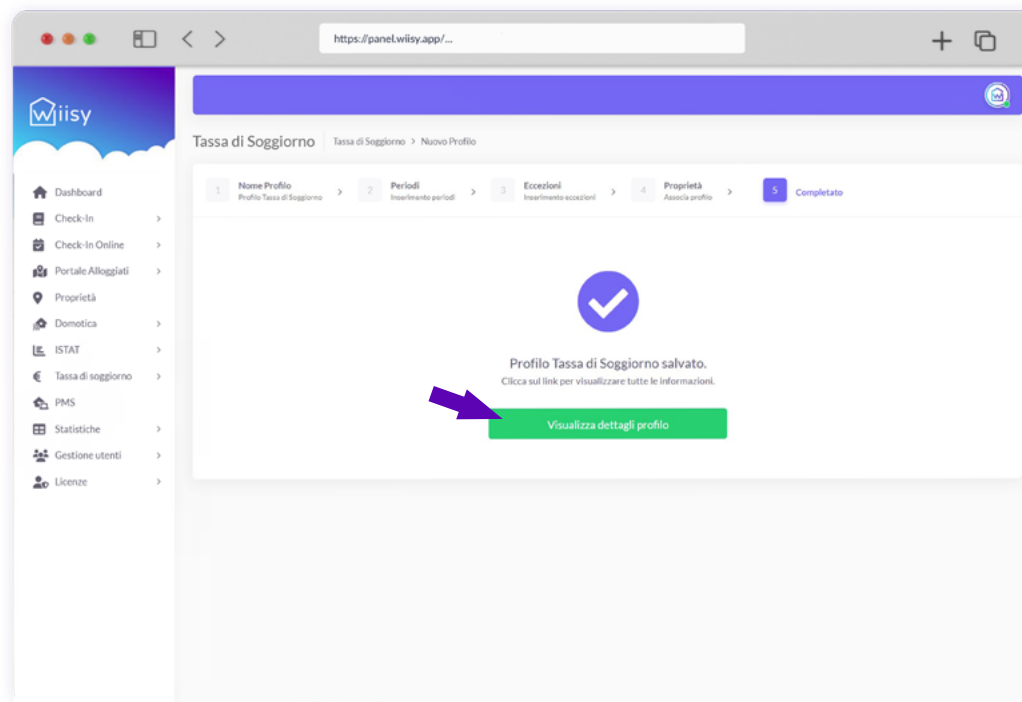 https://panel.wiisy.app/...
Wiisy
Tassa di Soggiorno
Tassa di Soggiorno > Nuovo Profilo
1 Nome Profilo
Profilo Tassa di Soggiorno
2 Periodi
Inserimento periodi
3 Eccezioni
Inserimento eccezioni
4 Proprietà
Associa profilo
5 Completato
Dashboard
Check-In
Check-In Online
Portale Alloggiati
Proprietà
Domotica
ISTAT
Tassa di soggiorno
PMS
Statistiche
Gestione utenti
Licenze
Profilo Tassa di Soggiorno salvato.
Clicca sul link per visualizzare tutte le informazioni.
Visualizza dettagli profilo